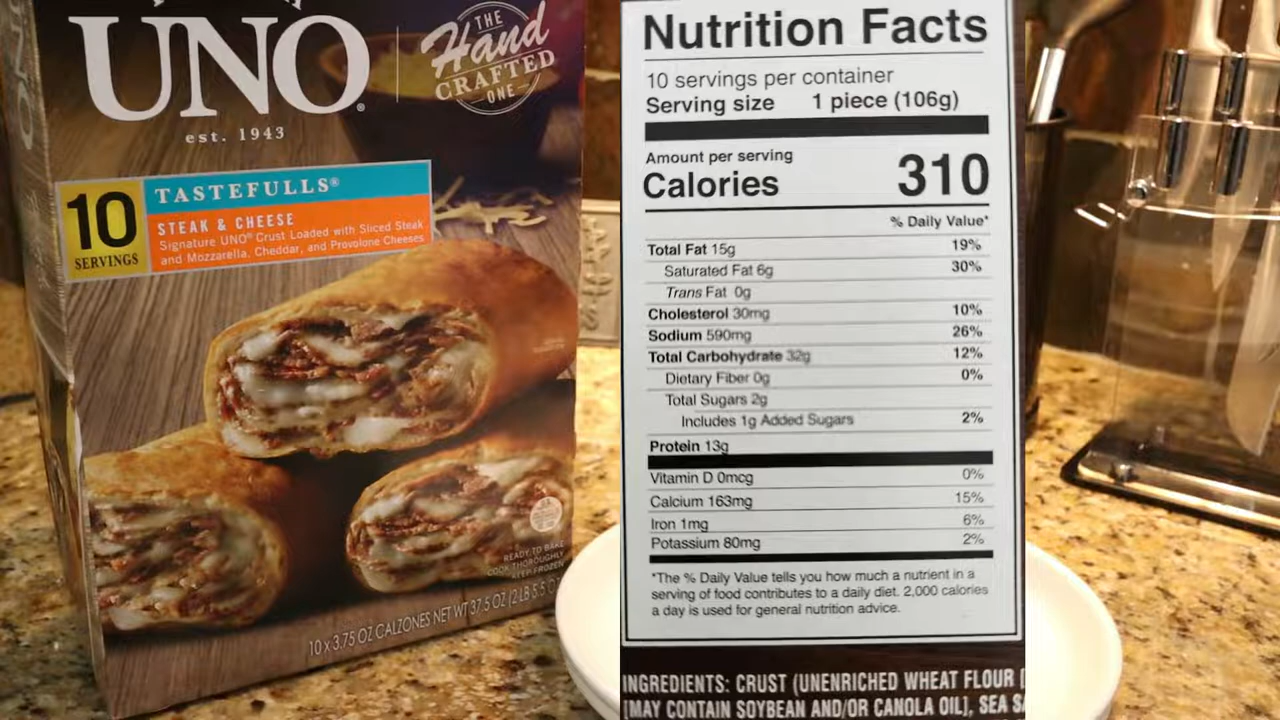 UNO®
est. 1943
THE
Hand
CRAFTED
ONE
10
SERVINGS
TASTEFULLS®
STEAK & CHEESE
Signature UNO® Crust Loaded with Sliced Steak
and Mozzarella, Cheddar, and Provolone Cheeses
READY TO BAKE
COOK THOROUGHLY
KEEP FROZEN
10 x 3.75 OZ CALZONES NET WT 37.5 OZ (2 LB 5.5 OZ
Nutrition Facts
10 servings per container
Serving size 1 piece (106g)
Amount per serving
Calories 310
% Daily Value*
Total Fat 15g 19%
Saturated Fat 6g 30%
Trans Fat 0g
Cholesterol 30mg 10%
Sodium 590mg 26%
Total Carbohydrate 32g 12%
Dietary Fiber 0g 0%
Total Sugars 2g
Includes 1g Added Sugars 2%
Protein 13g
Vitamin D 0mcg 0%
Calcium 163mg 15%
Iron 1mg 6%
Potassium 80mg 2%
*The % Daily Value tells you how much a nutrient in a
serving of food contributes to a daily diet. 2,000 calories
a day is used for general nutrition advice.
INGREDIENTS: CRUST (UNENRICHED WHEAT FLOUR [
[MAY CONTAIN SOYBEAN AND/OR CANOLA OIL], SEA